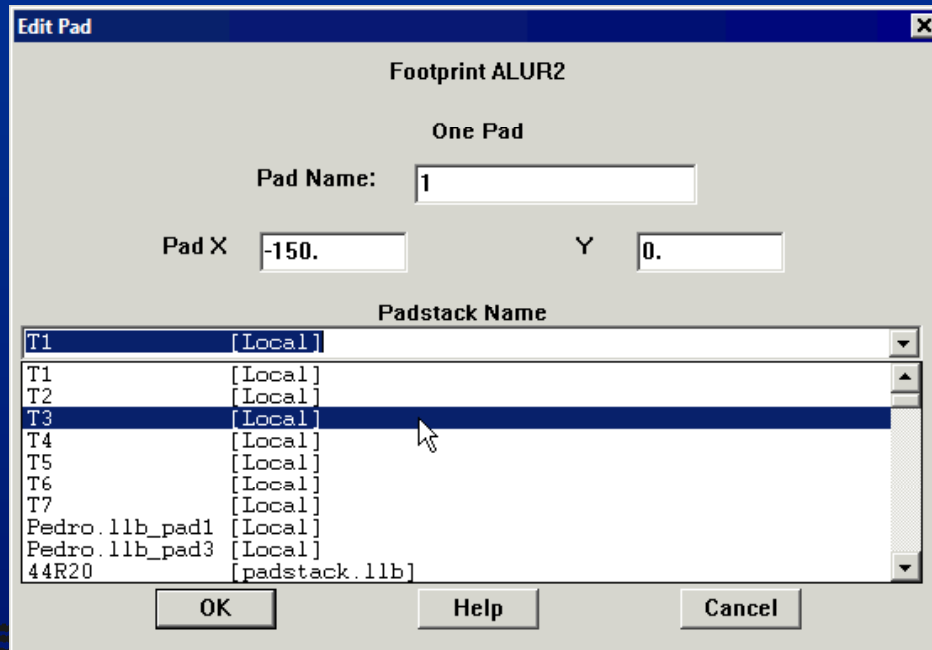 Edit Pad
Footprint ALUR2
One Pad
Pad Name: 1
Pad X -150. Y 0.
Padstack Name
T1 [Local]
T1 [Local]
T2 [Local]
T3 [Local]
T4 [Local]
T5 [Local]
T6 [Local]
T7 [Local]
Pedro.llb_pad1 [Local]
Pedro.llb_pad3 [Local]
44R20 [padstack.llb]
OK Help Cancel